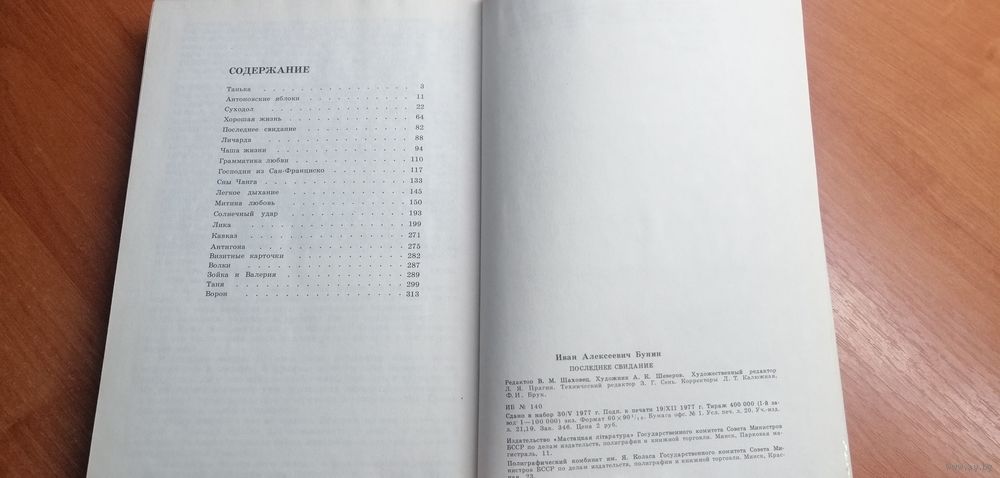 СОДЕРЖАНИЕ
Танька . . . . . . . . . . . . . . . 3
Антоновские яблоки . . . . . . . . . . 11
Суходол . . . . . . . . . . . . . . 22
Хорошая жизнь . . . . . . . . . . . . 64
Последнее свидание . . . . . . . . . . 82
Личарда . . . . . . . . . . . . . . 88
Чаша жизни . . . . . . . . . . . . . 94
Грамматика любви . . . . . . . . . . . 110
Господин из Сан-Франциско . . . . . . . 117
Сны Чанга . . . . . . . . . . . . . 133
Легкое дыхание . . . . . . . . . . . . 145
Митина любовь . . . . . . . . . . . . 150
Солнечный удар . . . . . . . . . . . 193
Лика . . . . . . . . . . . . . . . 199
Кавказ . . . . . . . . . . . . . . 271
Антигона . . . . . . . . . . . . . . 275
Визитные карточки . . . . . . . . . . 282
Волки . . . . . . . . . . . . . . . 287
Зойка и Валерия . . . . . . . . . . . 289
Таня . . . . . . . . . . . . . . . 299
Ворон . . . . . . . . . . . . . . . 313
Иван Алексеевич Бунин
ПОСЛЕДНЕЕ СВИДАНИЕ
Редактор В. М. Шаховец. Художник А. К. Шеверов. Художественный редактор
Л. Я. Прагин. Технический редактор З. Г. Сень. Корректоры Л. Т. Калюжная,
Ф. И. Брук.
ИБ № 140
Сдано в набор 30/V 1977 г. Подп. к печати 19/XII 1977 г. Тираж 400 000 (1-й за-
вод 1—100 000) экз. Формат 60×90 1/16. Бумага офс. № 1. Усл. печ. л. 20. Уч.-изд.
л. 21,19. Зак. 346. Цена 2 руб.
Издательство «Мастацкая літаратура» Государственного комитета Совета Министров
БССР по делам издательств, полиграфии и книжной торговли. Минск, Парковая ма-
гистраль, 11.
Полиграфический комбинат им. Я. Коласа Государственного комитета Совета Ми-
нистров БССР по делам издательств, полиграфии и книжной торговли. Минск, Крас-
ная, 23.
www.ay.by